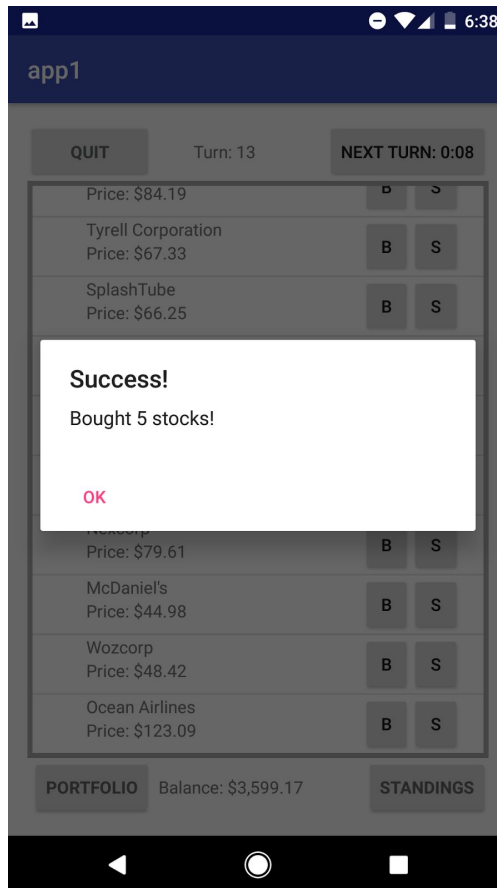 6:38
app1
QUIT
Turn: 13
NEXT TURN: 0:08
Price: $84.19
B S
Tyrell Corporation
Price: $67.33
B S
SplashTube
Price: $66.25
B S
Success!
Bought 5 stocks!
OK
Nexcorp
Price: $79.61
B S
McDaniel's
Price: $44.98
B S
Wozcorp
Price: $48.42
B S
Ocean Airlines
Price: $123.09
B S
PORTFOLIO
Balance: $3,599.17
STANDINGS